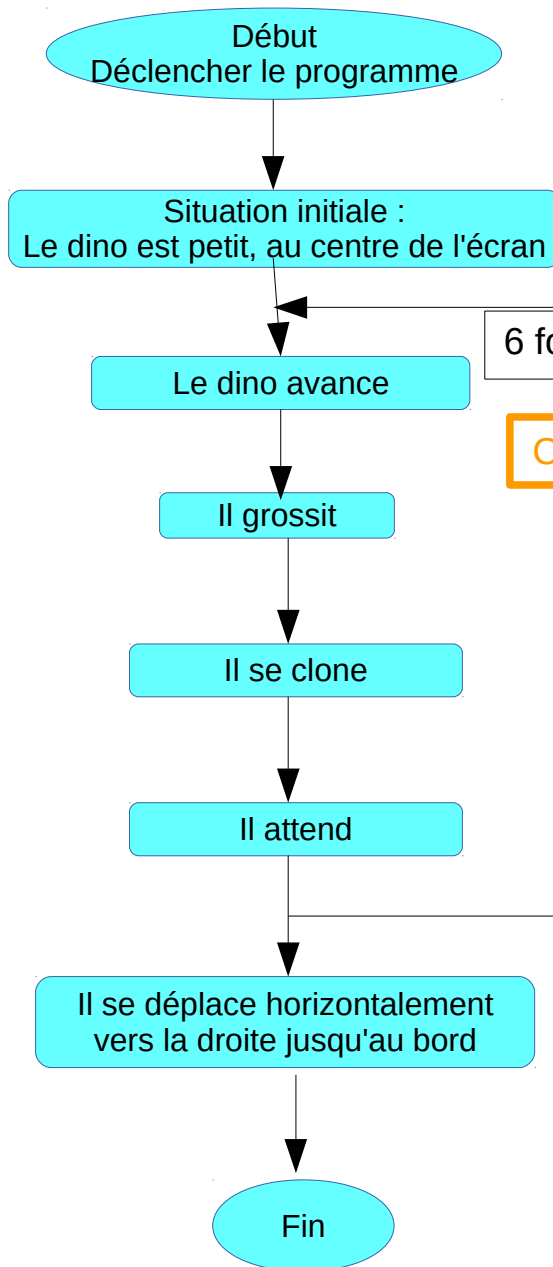 Début
Déclencher le programme
Situation initiale :
Le dino est petit, au centre de l'écran
6
Le dino avance
Il grossit
Il se clone
Il attend
Il se déplace horizontalement
vers la droite jusqu'au bord
Fin